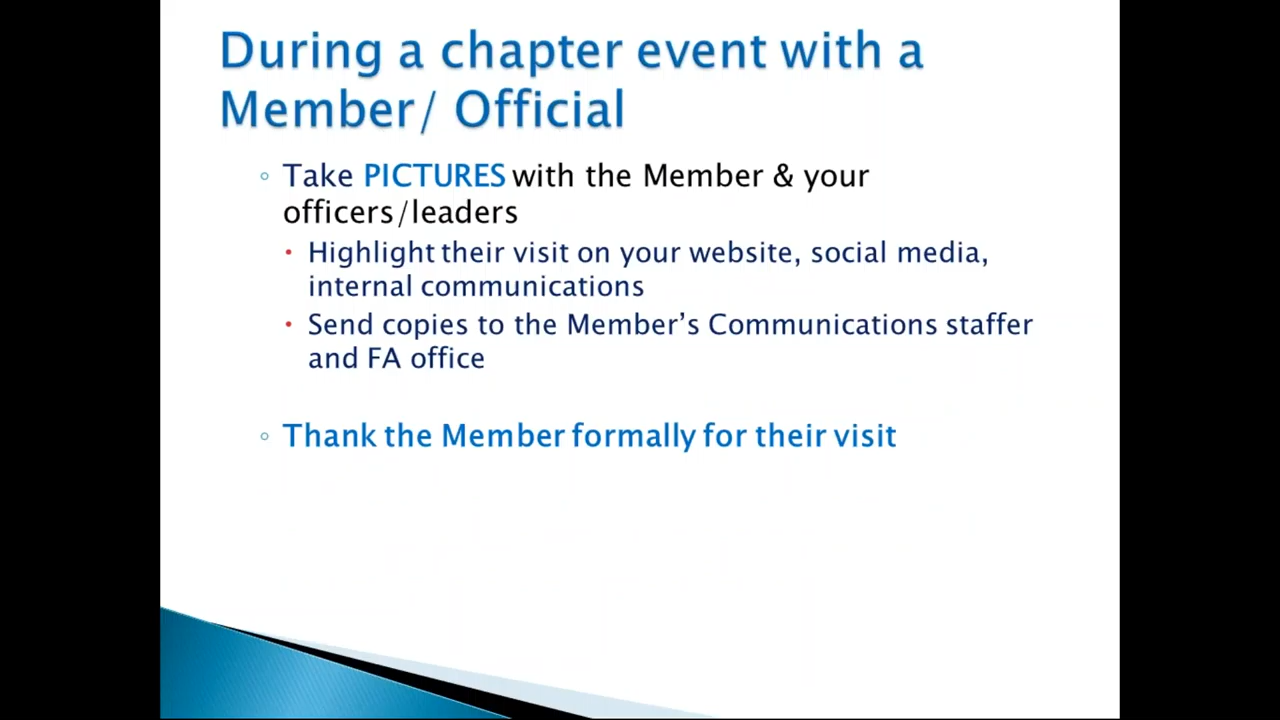 During a chapter event with a
Member/ Official
Take PICTURES with the Member & your
officers/leaders
Highlight their visit on your website, social media,
internal communications
Send copies to the Member’s Communications staffer
and FA office
Thank the Member formally for their visit